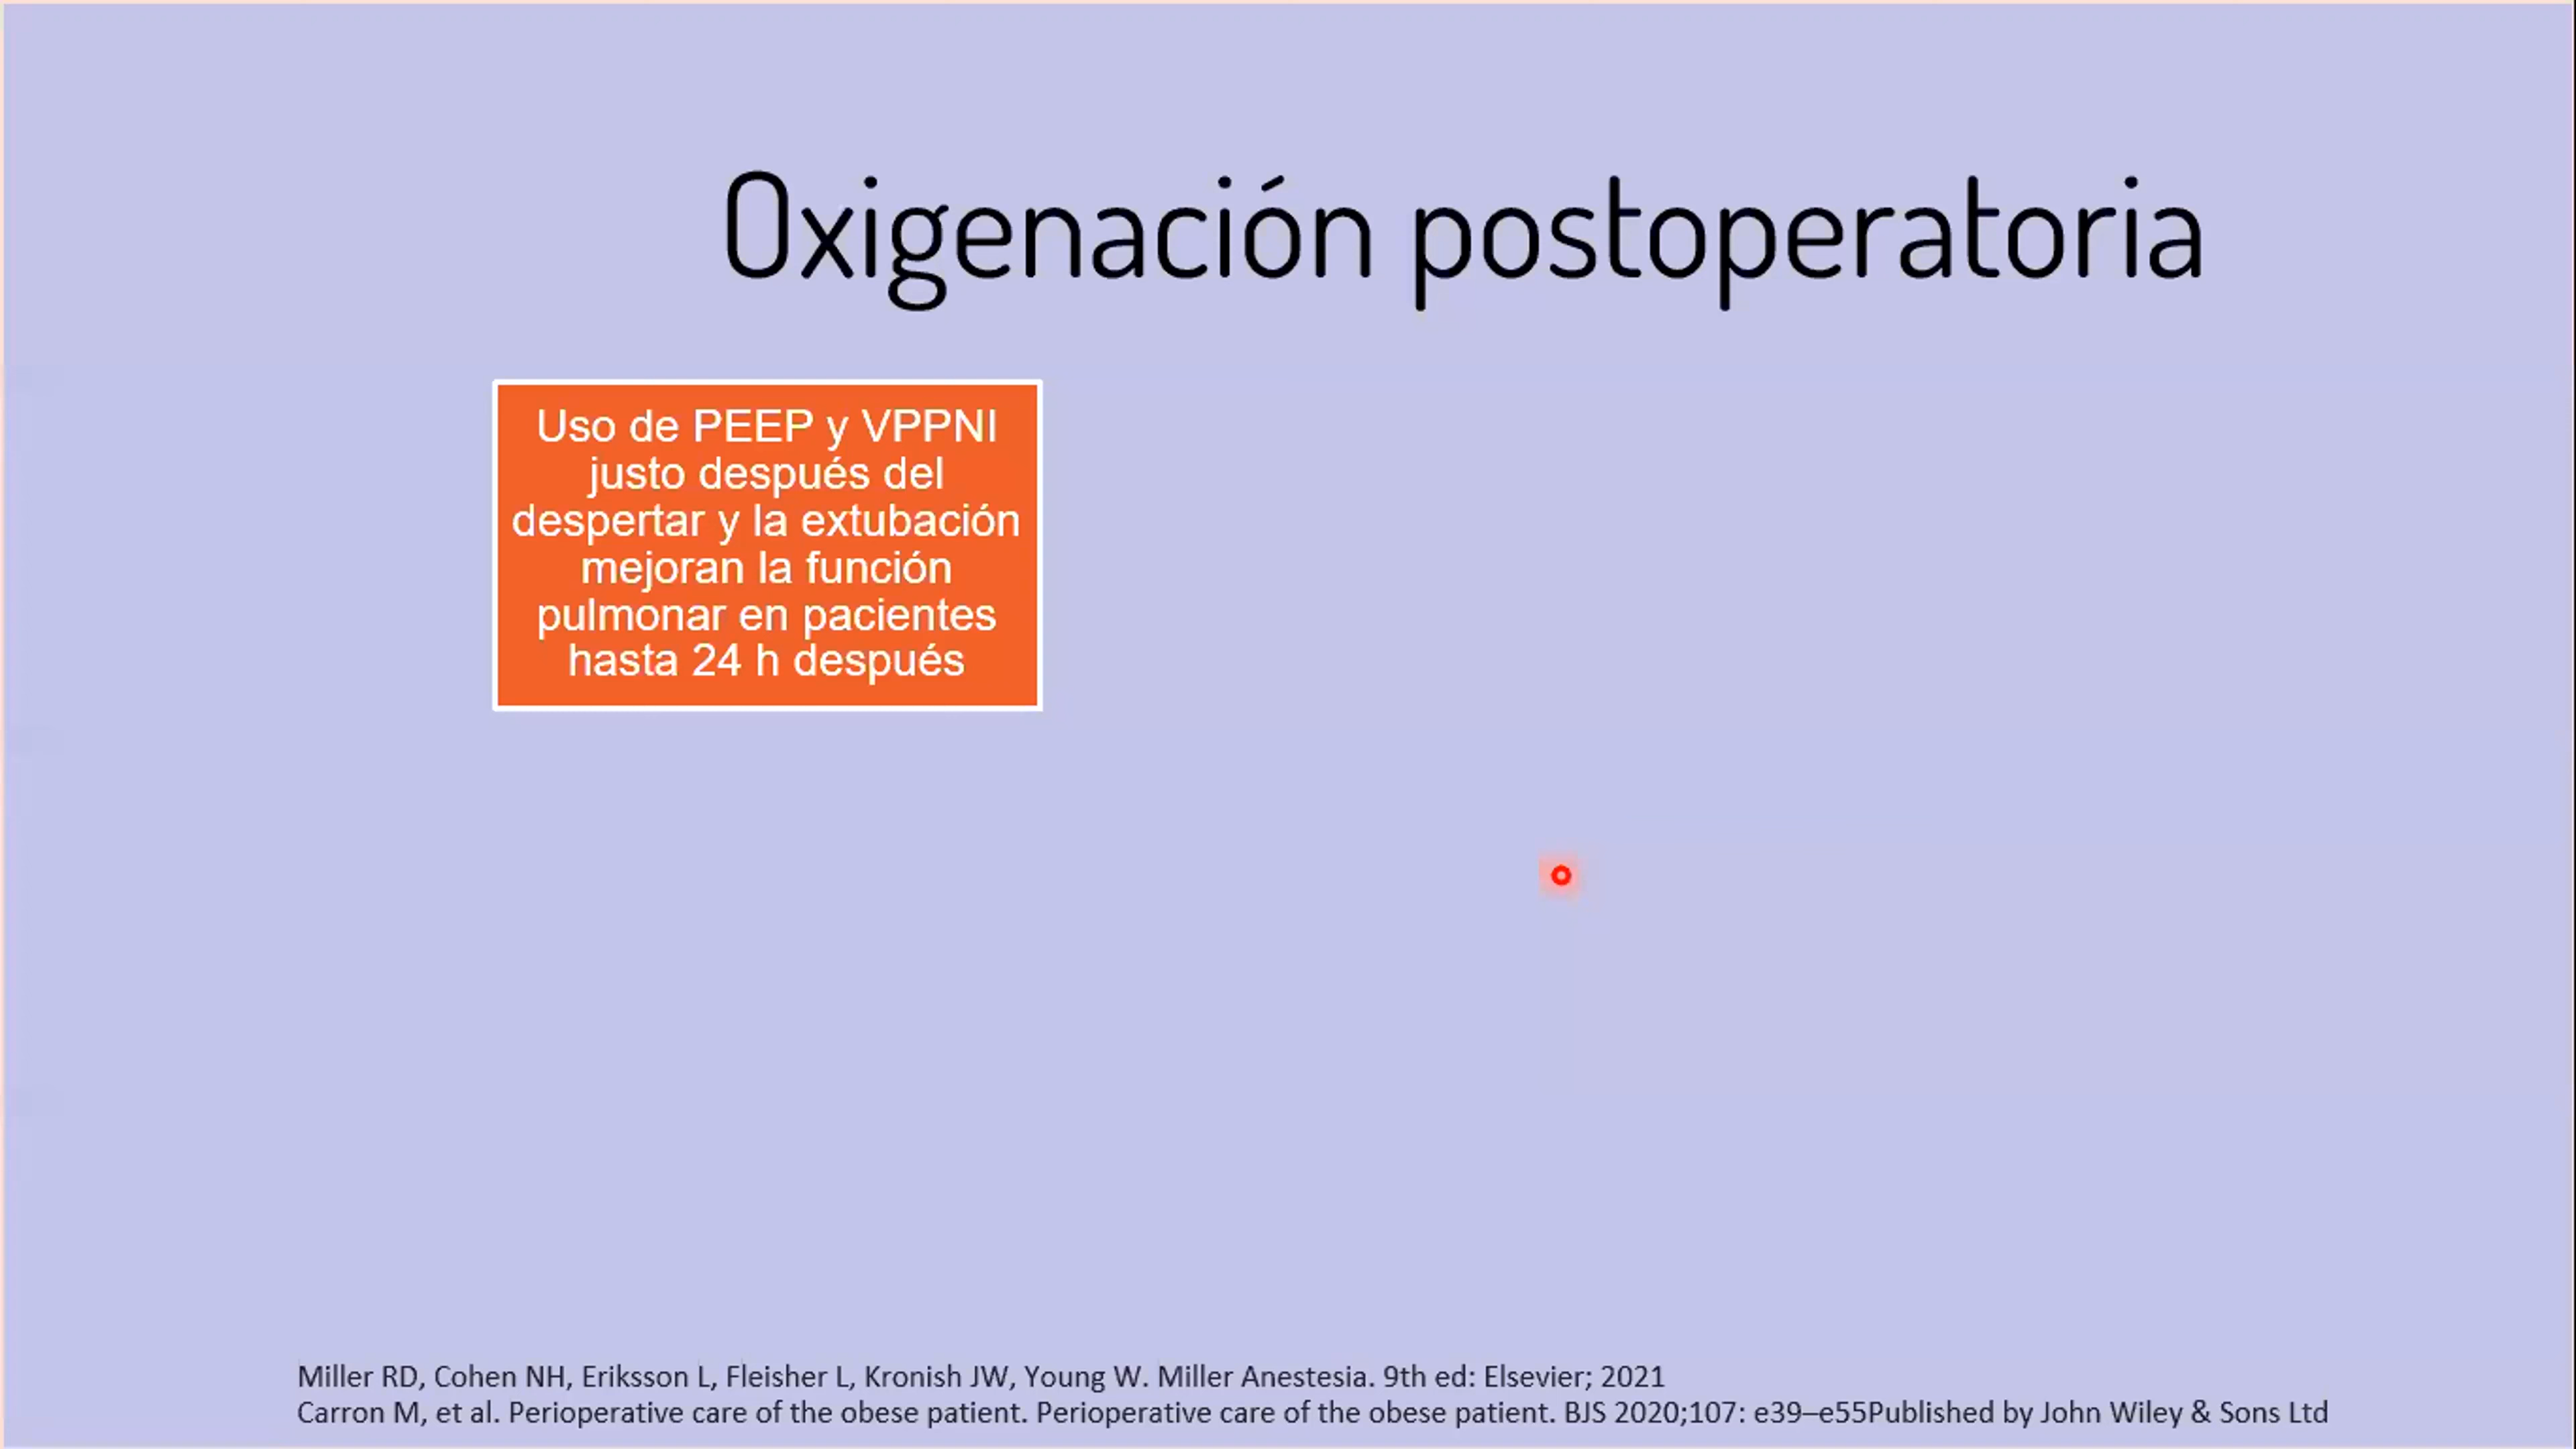 Oxigenación postoperatoria
Uso de PEEP y VPPNI
justo después del
despertar y la extubación
mejoran la función
pulmonar en pacientes
hasta 24 h después
Miller RD, Cohen NH, Eriksson L, Fleisher L, Kronish JW, Young W. Miller Anestesia. 9th ed: Elsevier; 2021
Carron M, et al. Perioperative care of the obese patient. Perioperative care of the obese patient. BJS 2020;107: e39–e55Published by John Wiley & Sons Ltd